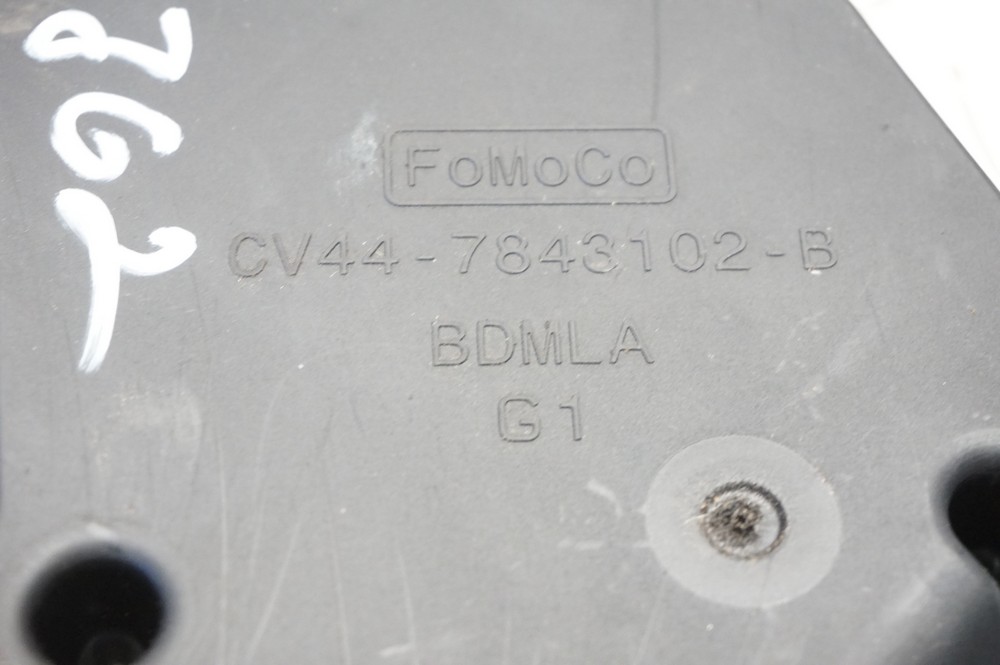 FoMoCo
CV44-7843102-B
BDMLA
G1